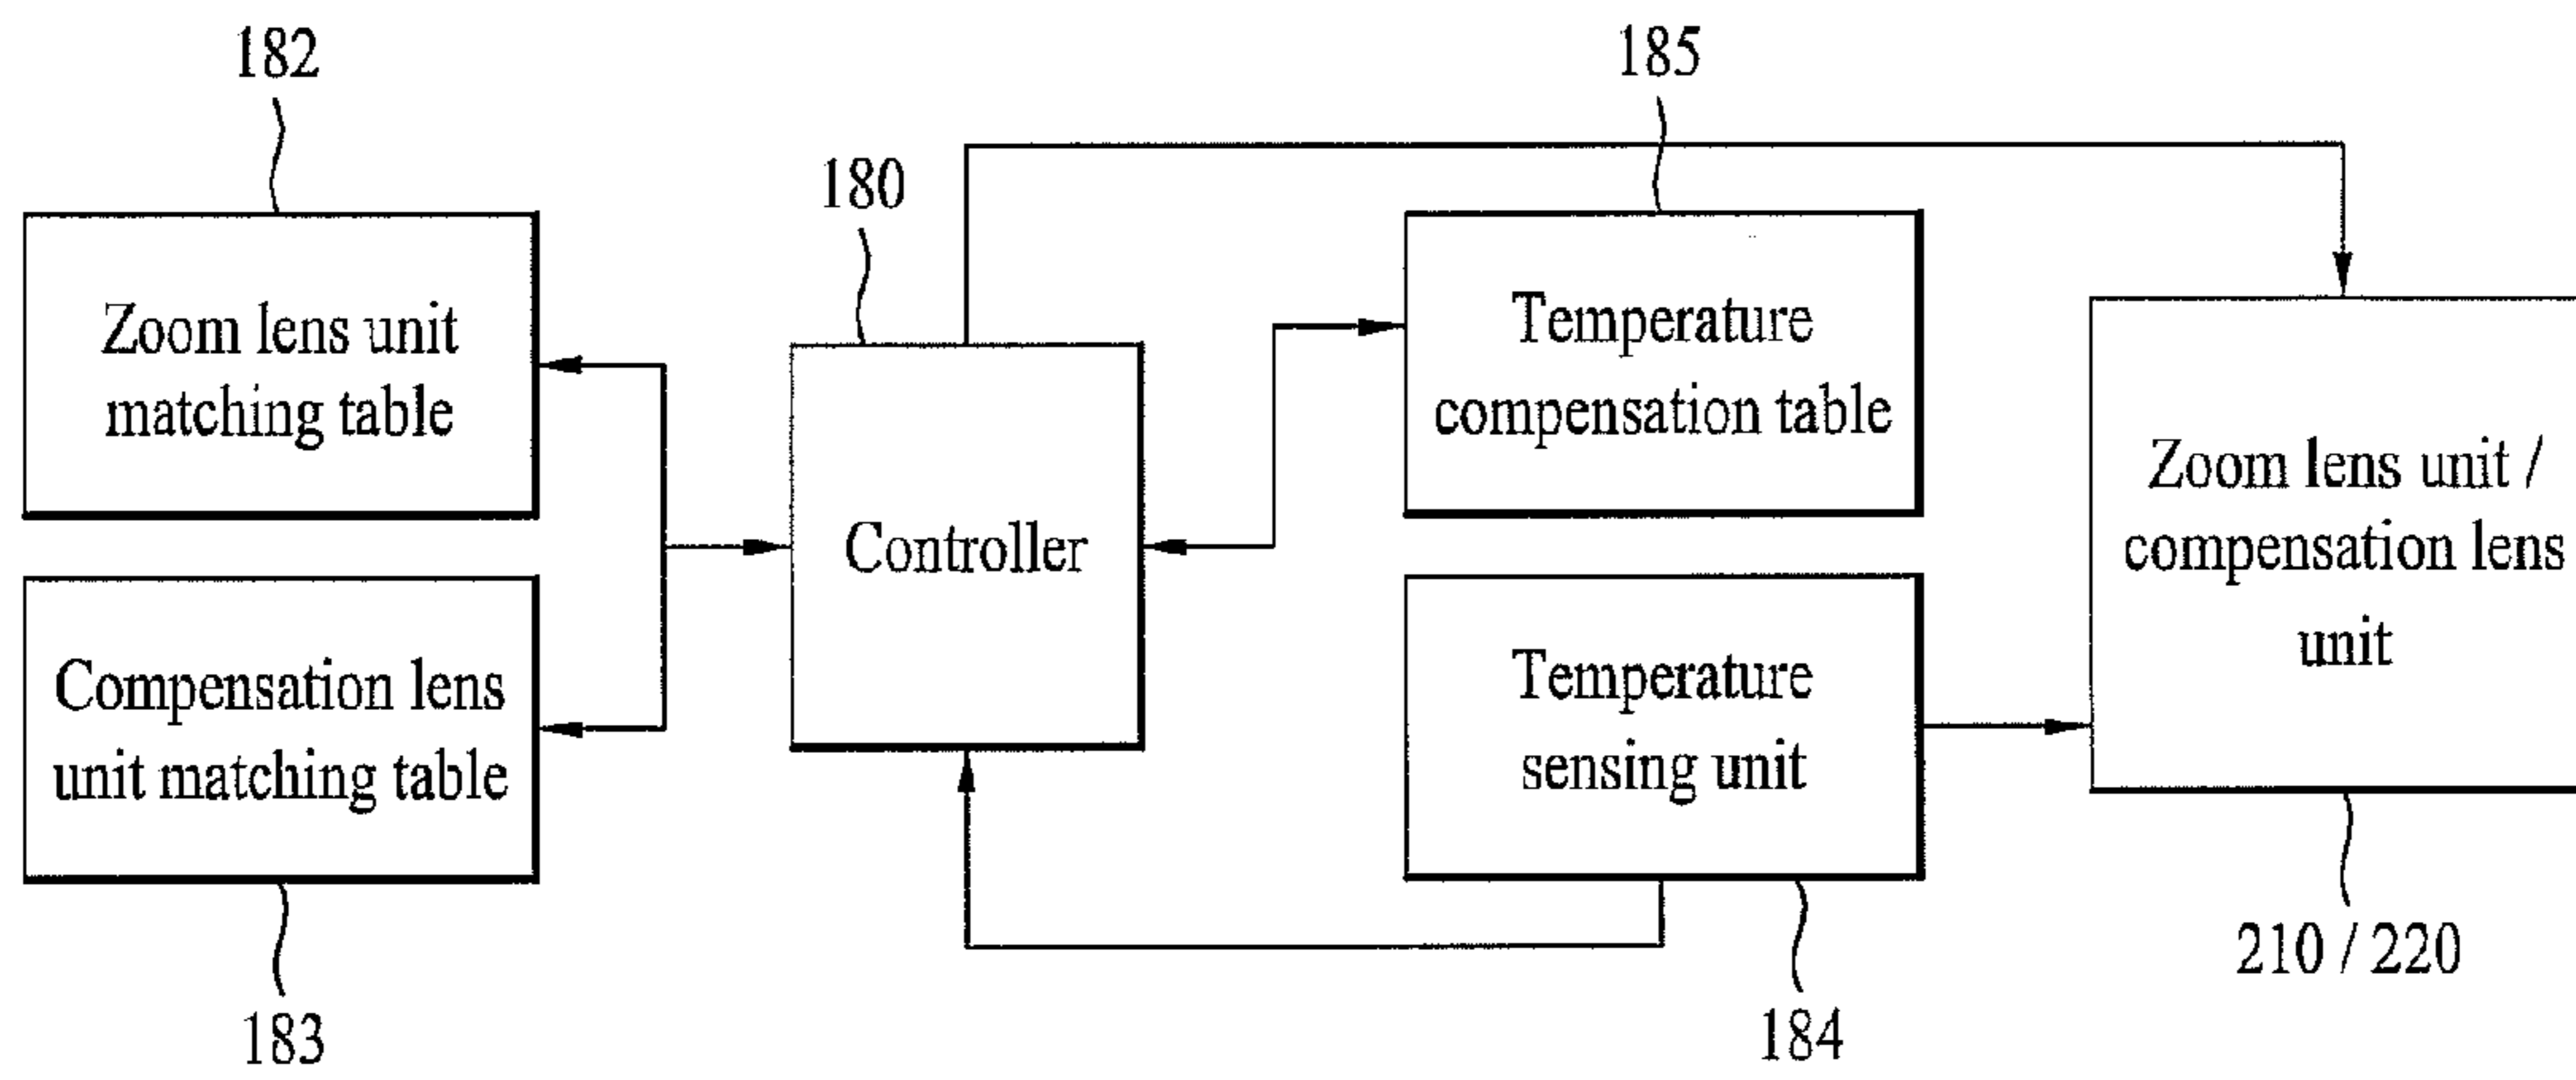 182
185
180
Zoom lens unit
matching table
Temperature
compensation table
Controller
Zoom lens unit /
compensation lens
unit
Compensation lens
unit matching table
Temperature
sensing unit
210 / 220
183
184